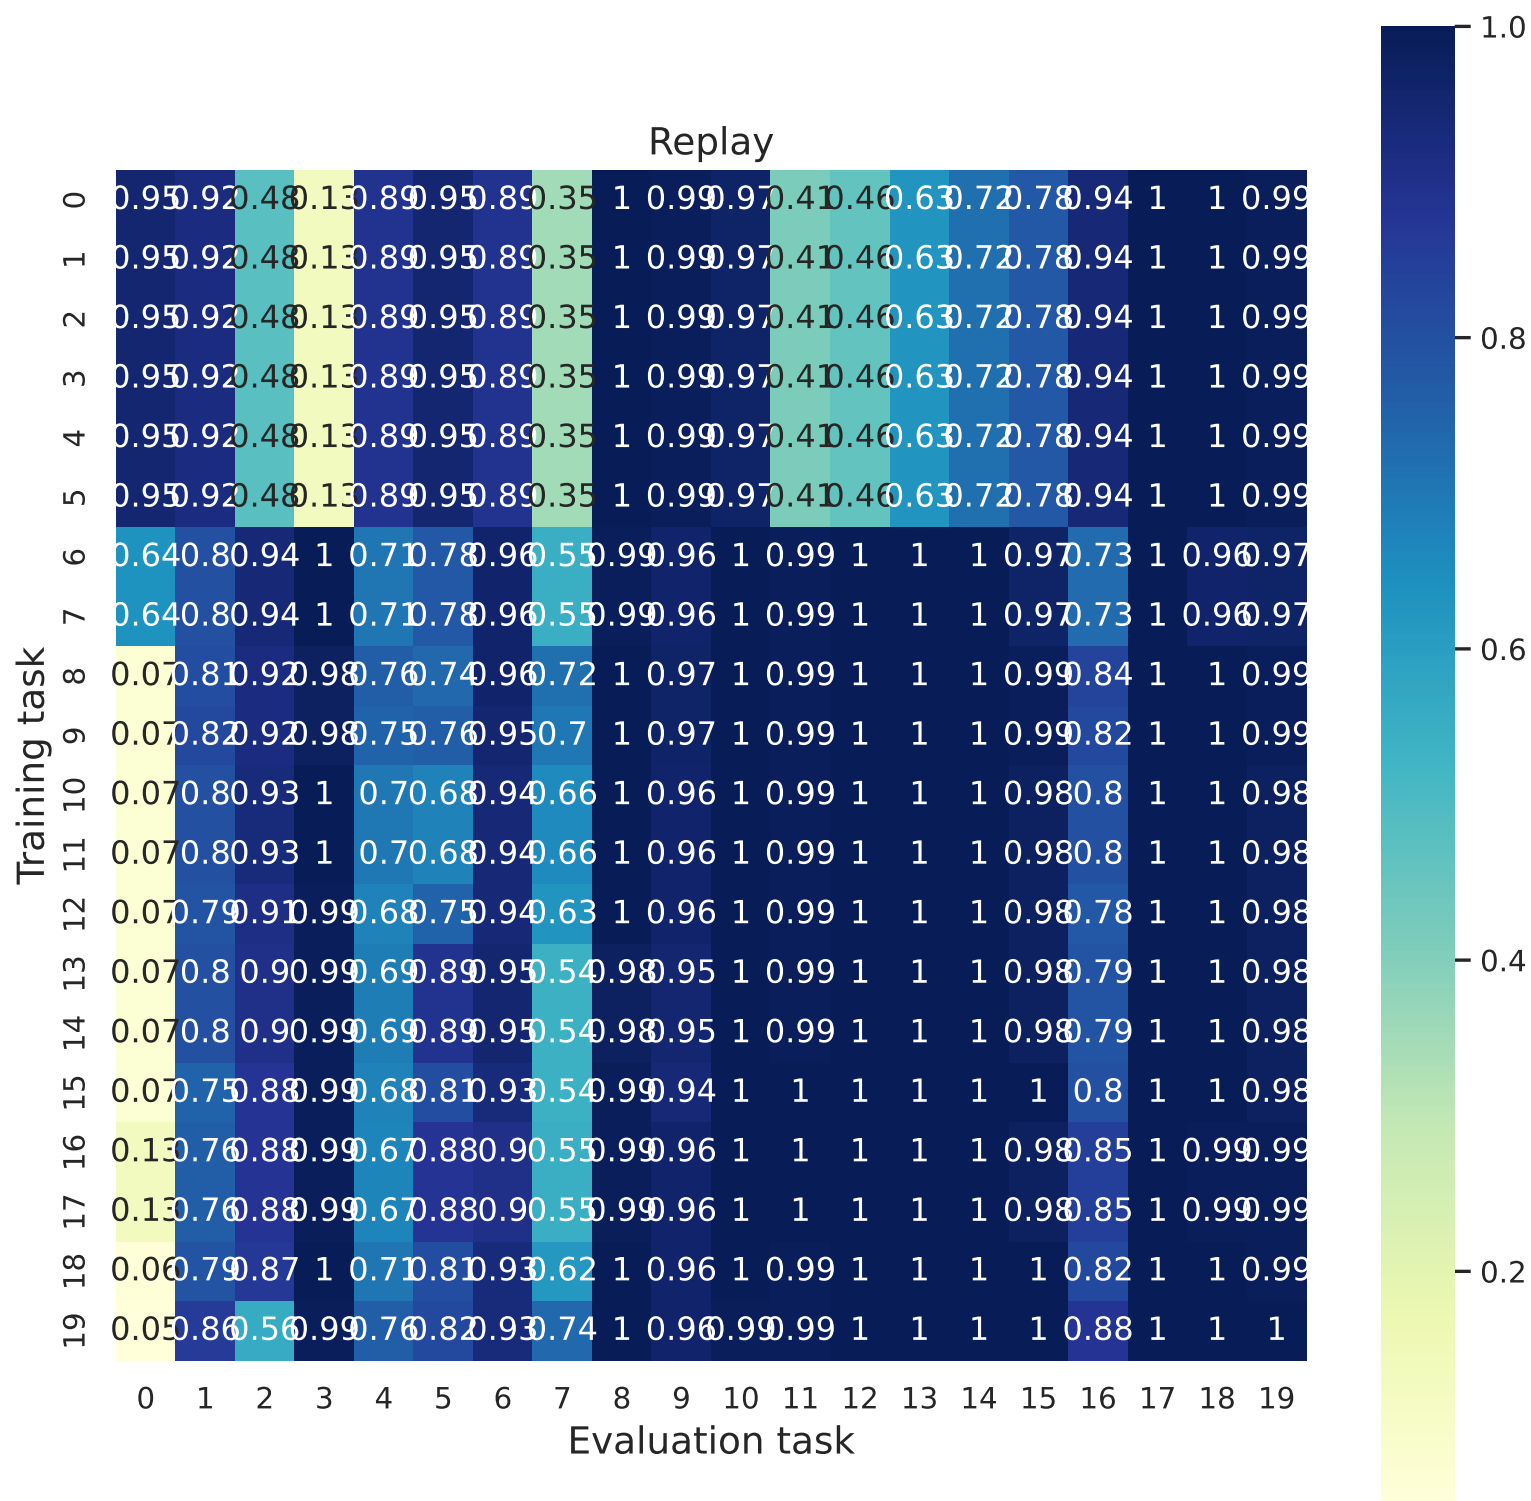 Replay
0 0.95 0.92 0.48 0.13 0.89 0.95 0.89 0.35 1 0.99 0.97 0.41 0.46 0.63 0.72 0.78 0.94 1 1 0.99
1 0.95 0.92 0.48 0.13 0.89 0.95 0.89 0.35 1 0.99 0.97 0.41 0.46 0.63 0.72 0.78 0.94 1 1 0.99
2 0.95 0.92 0.48 0.13 0.89 0.95 0.89 0.35 1 0.99 0.97 0.41 0.46 0.63 0.72 0.78 0.94 1 1 0.99
3 0.95 0.92 0.48 0.13 0.89 0.95 0.89 0.35 1 0.99 0.97 0.41 0.46 0.63 0.72 0.78 0.94 1 1 0.99
4 0.95 0.92 0.48 0.13 0.89 0.95 0.89 0.35 1 0.99 0.97 0.41 0.46 0.63 0.72 0.78 0.94 1 1 0.99
5 0.95 0.92 0.48 0.13 0.89 0.95 0.89 0.35 1 0.99 0.97 0.41 0.46 0.63 0.72 0.78 0.94 1 1 0.99
6 0.64 0.8 0.94 1 0.71 0.78 0.96 0.55 0.99 0.96 1 0.99 1 1 1 0.97 0.73 1 0.96 0.97
7 0.64 0.8 0.94 1 0.71 0.78 0.96 0.55 0.99 0.96 1 0.99 1 1 1 0.97 0.73 1 0.96 0.97
8 0.07 0.81 0.92 0.98 0.76 0.74 0.96 0.72 1 0.97 1 0.99 1 1 1 0.99 0.84 1 1 0.99
9 0.07 0.82 0.92 0.98 0.75 0.76 0.95 0.7 1 0.97 1 0.99 1 1 1 0.99 0.82 1 1 0.99
10 0.07 0.8 0.93 1 0.7 0.68 0.94 0.66 1 0.96 1 0.99 1 1 1 0.98 0.8 1 1 0.98
11 0.07 0.8 0.93 1 0.7 0.68 0.94 0.66 1 0.96 1 0.99 1 1 1 0.98 0.8 1 1 0.98
12 0.07 0.79 0.91 0.99 0.68 0.75 0.94 0.63 1 0.96 1 0.99 1 1 1 0.98 0.78 1 1 0.98
13 0.07 0.8 0.9 0.99 0.69 0.89 0.95 0.54 0.98 0.95 1 0.99 1 1 1 0.98 0.79 1 1 0.98
14 0.07 0.8 0.9 0.99 0.69 0.89 0.95 0.54 0.98 0.95 1 0.99 1 1 1 0.98 0.79 1 1 0.98
15 0.07 0.75 0.88 0.99 0.68 0.81 0.93 0.54 0.99 0.94 1 1 1 1 1 1 0.8 1 1 0.98
16 0.13 0.76 0.88 0.99 0.67 0.88 0.9 0.55 0.99 0.96 1 1 1 1 1 0.98 0.85 1 0.99 0.99
17 0.13 0.76 0.88 0.99 0.67 0.88 0.9 0.55 0.99 0.96 1 1 1 1 1 0.98 0.85 1 0.99 0.99
18 0.06 0.79 0.87 1 0.71 0.81 0.93 0.62 1 0.96 1 0.99 1 1 1 1 0.82 1 1 0.99
19 0.05 0.86 0.56 0.99 0.76 0.82 0.93 0.74 1 0.96 0.99 0.99 1 1 1 1 0.88 1 1 1
0 1 2 3 4 5 6 7 8 9 10 11 12 13 14 15 16 17 18 19
Evaluation task
Training task
1.0
0.8
0.6
0.4
0.2